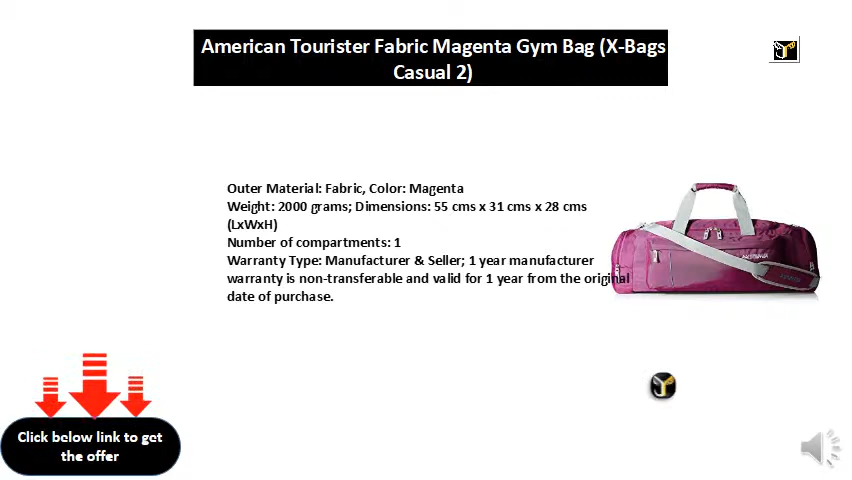 American Tourister Fabric Magenta Gym Bag (X-Bags
Casual 2)
Outer Material: Fabric, Color: Magenta
Weight: 2000 grams; Dimensions: 55 cms x 31 cms x 28 cms
(LxWxH)
Number of compartments: 1
Warranty Type: Manufacturer & Seller; 1 year manufacturer
warranty is non-transferable and valid for 1 year from the original
date of purchase.
Click below link to get
the offer